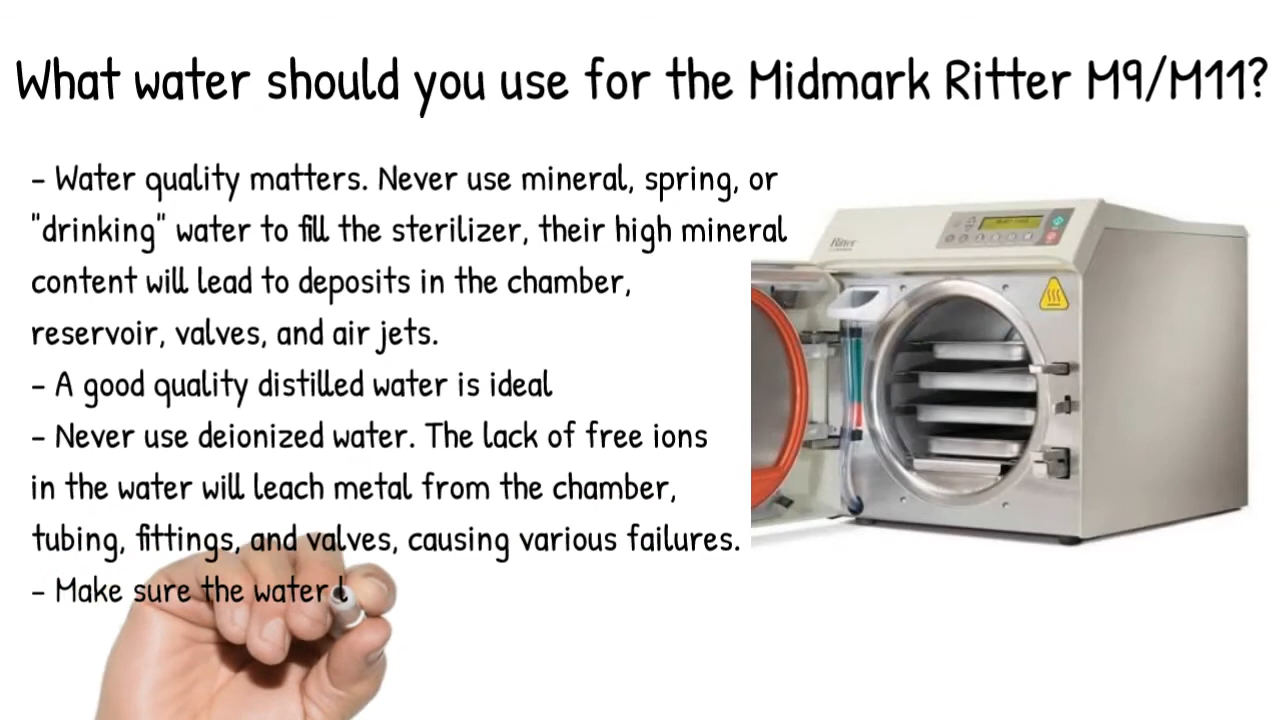 What water should you use for the Midmark Ritter M9/M11?
- Water quality matters. Never use mineral, spring, or
"drinking" water to fill the sterilizer, their high mineral
content will lead to deposits in the chamber,
reservoir, valves, and air jets.
- A good quality distilled water is ideal
- Never use deionized water. The lack of free ions
in the water will leach metal from the chamber,
tubing, fittings, and valves, causing various failures.
- Make sure the water
Ritter